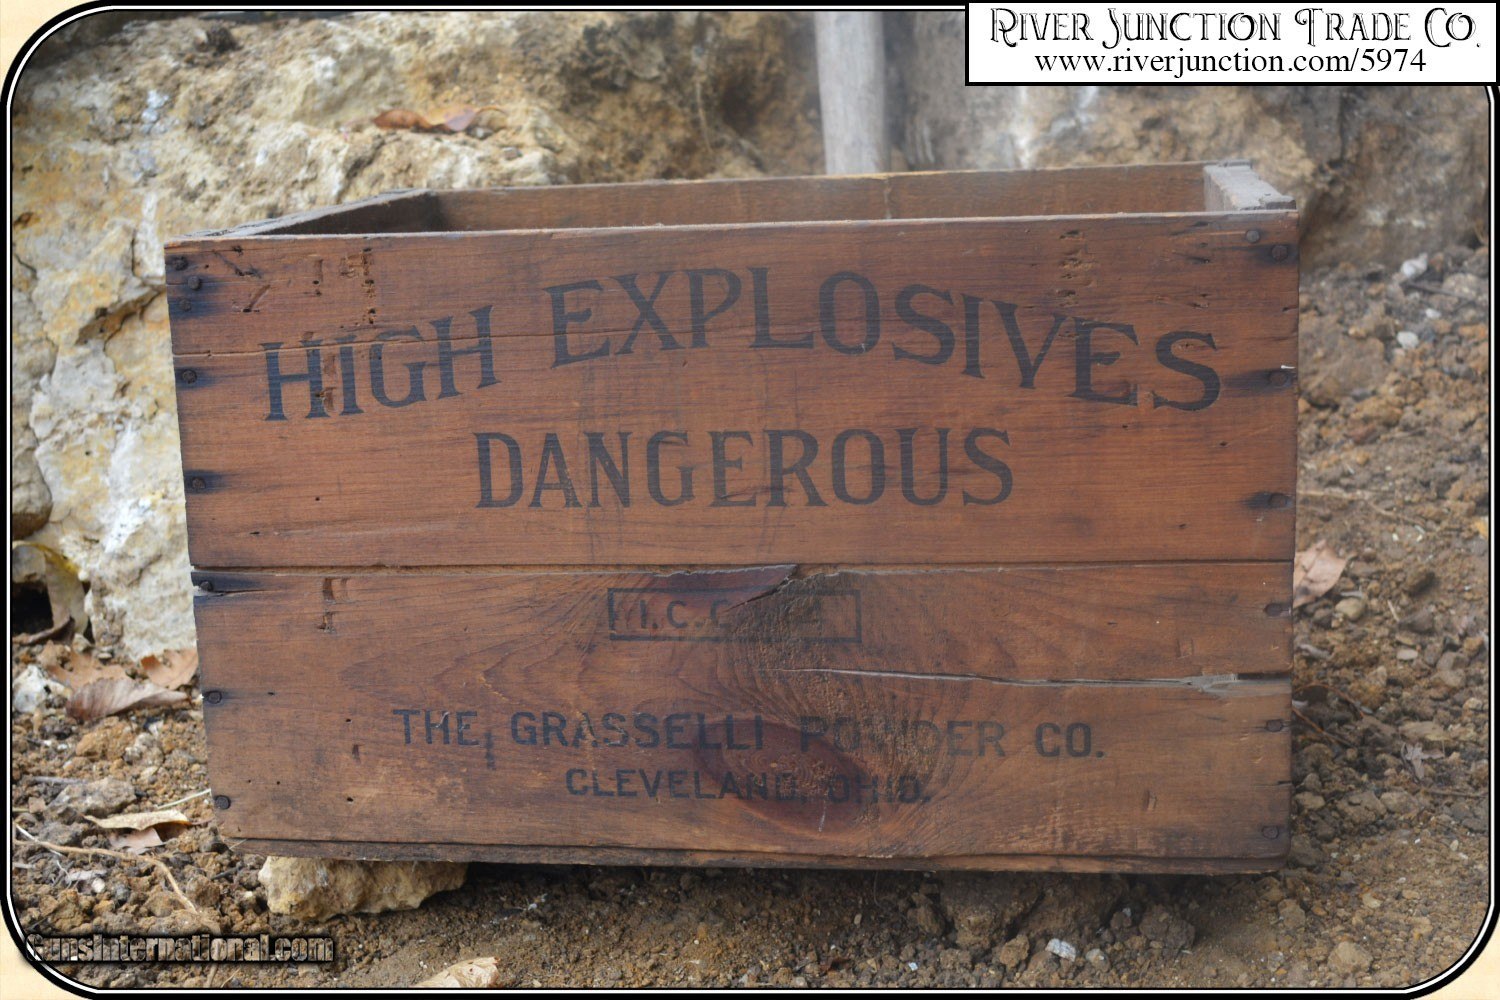 RIVER JUNCTION TRADE CO.
www.riverjunction.com/5974
HIGH EXPLOSIVES
DANGEROUS
I.C.C.
THE GRASSELLI POWDER CO.
CLEVELAND, OHIO.
GunsInternational.com